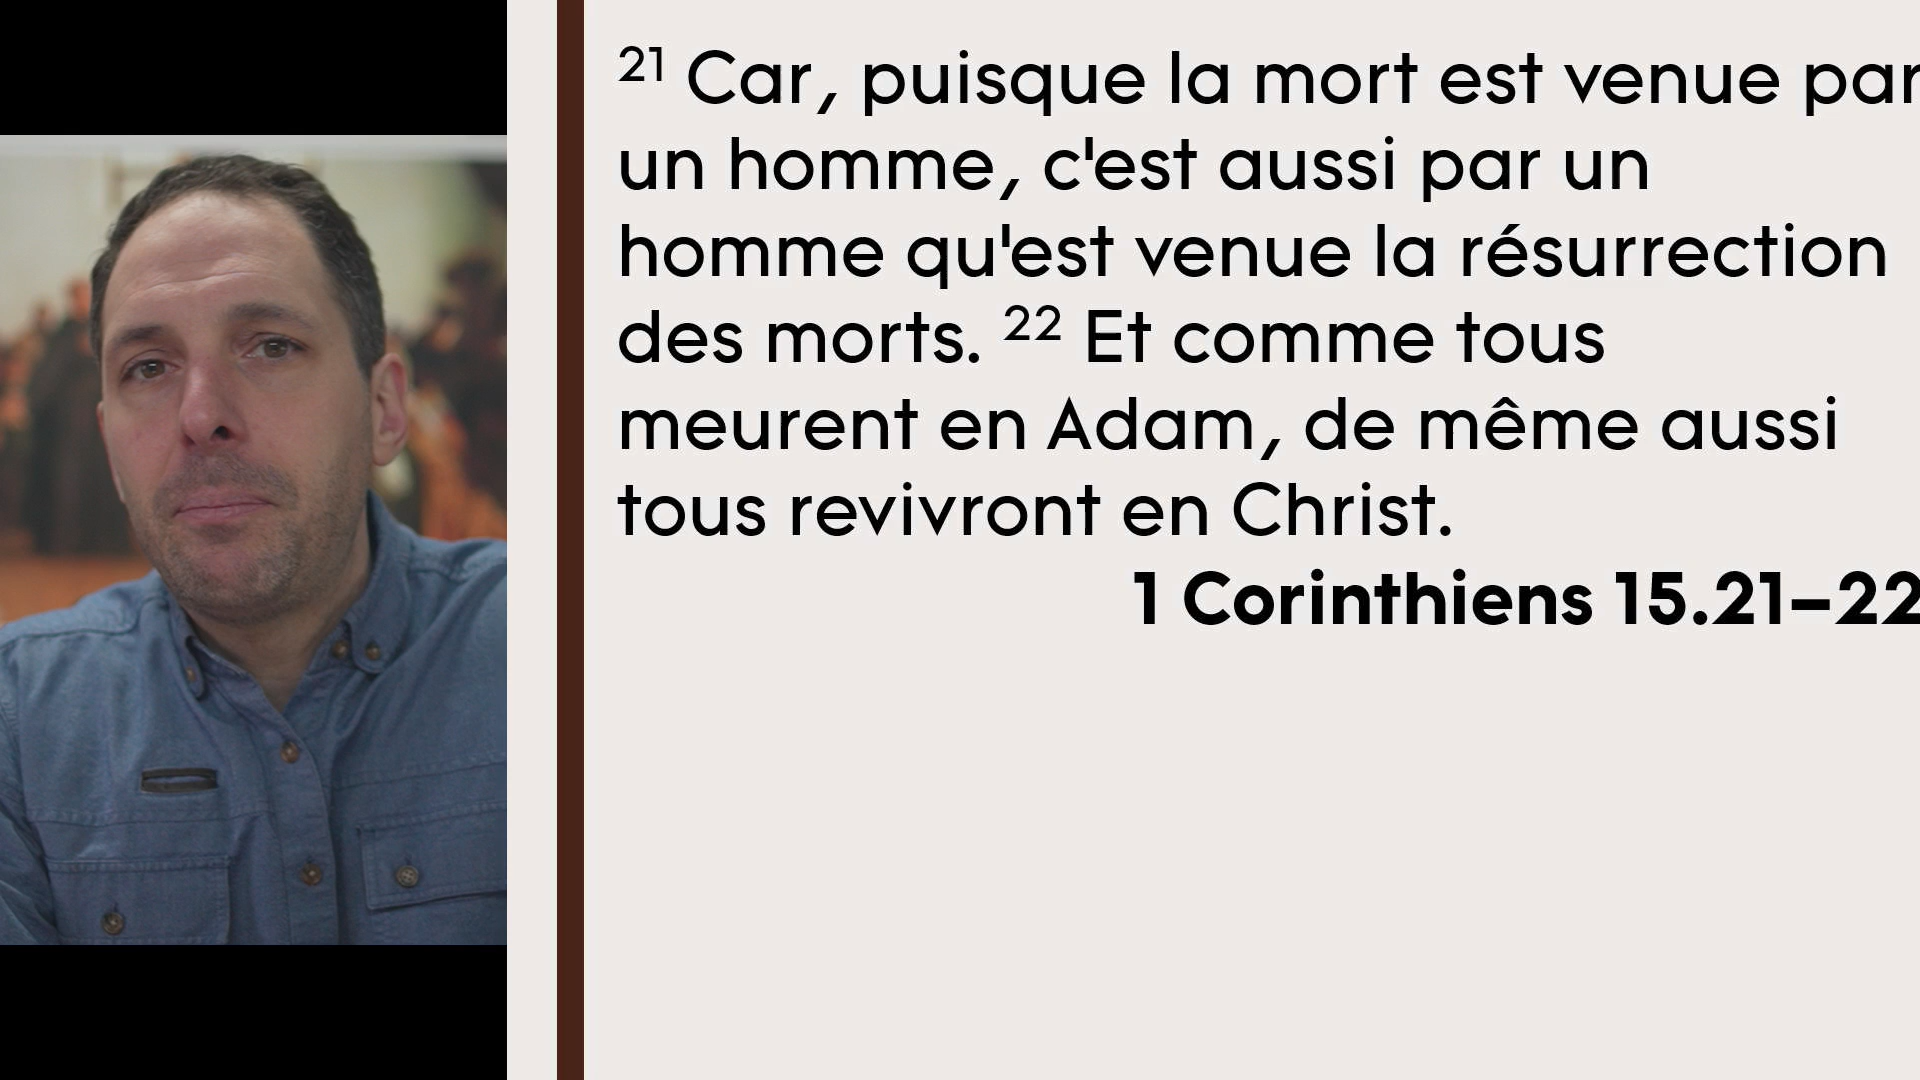 21 Car, puisque la mort est venue par
un homme, c'est aussi par un
homme qu'est venue la résurrection
des morts. 22 Et comme tous
meurent en Adam, de même aussi
tous revivront en Christ.
1 Corinthiens 15.21–22